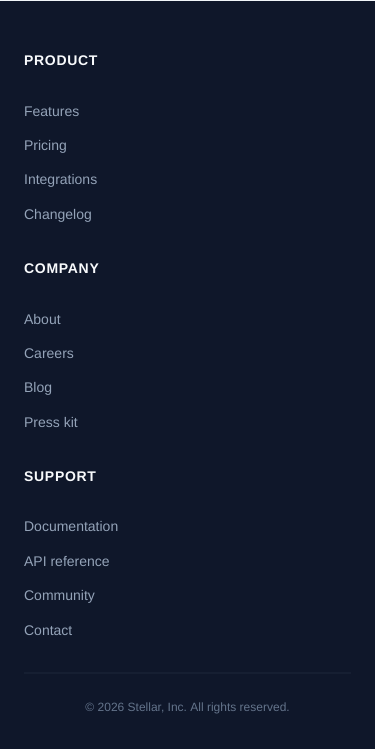 PRODUCT
Features
Pricing
Integrations
Changelog
COMPANY
About
Careers
Blog
Press kit
SUPPORT
Documentation
API reference
Community
Contact
© 2026 Stellar, Inc. All rights reserved.